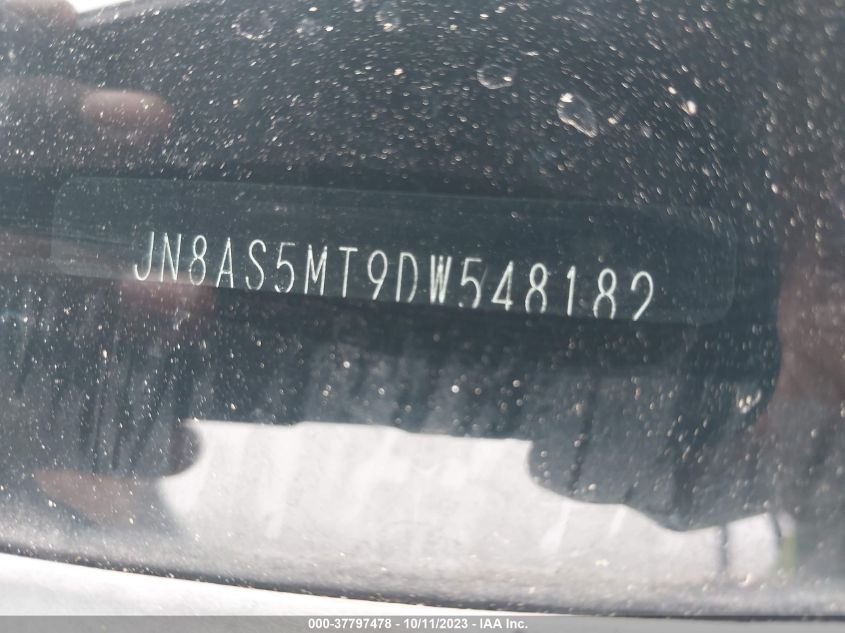 JN8AS5MT9DW548182
000-37797478 - 10/11/2023 - IAA Inc.